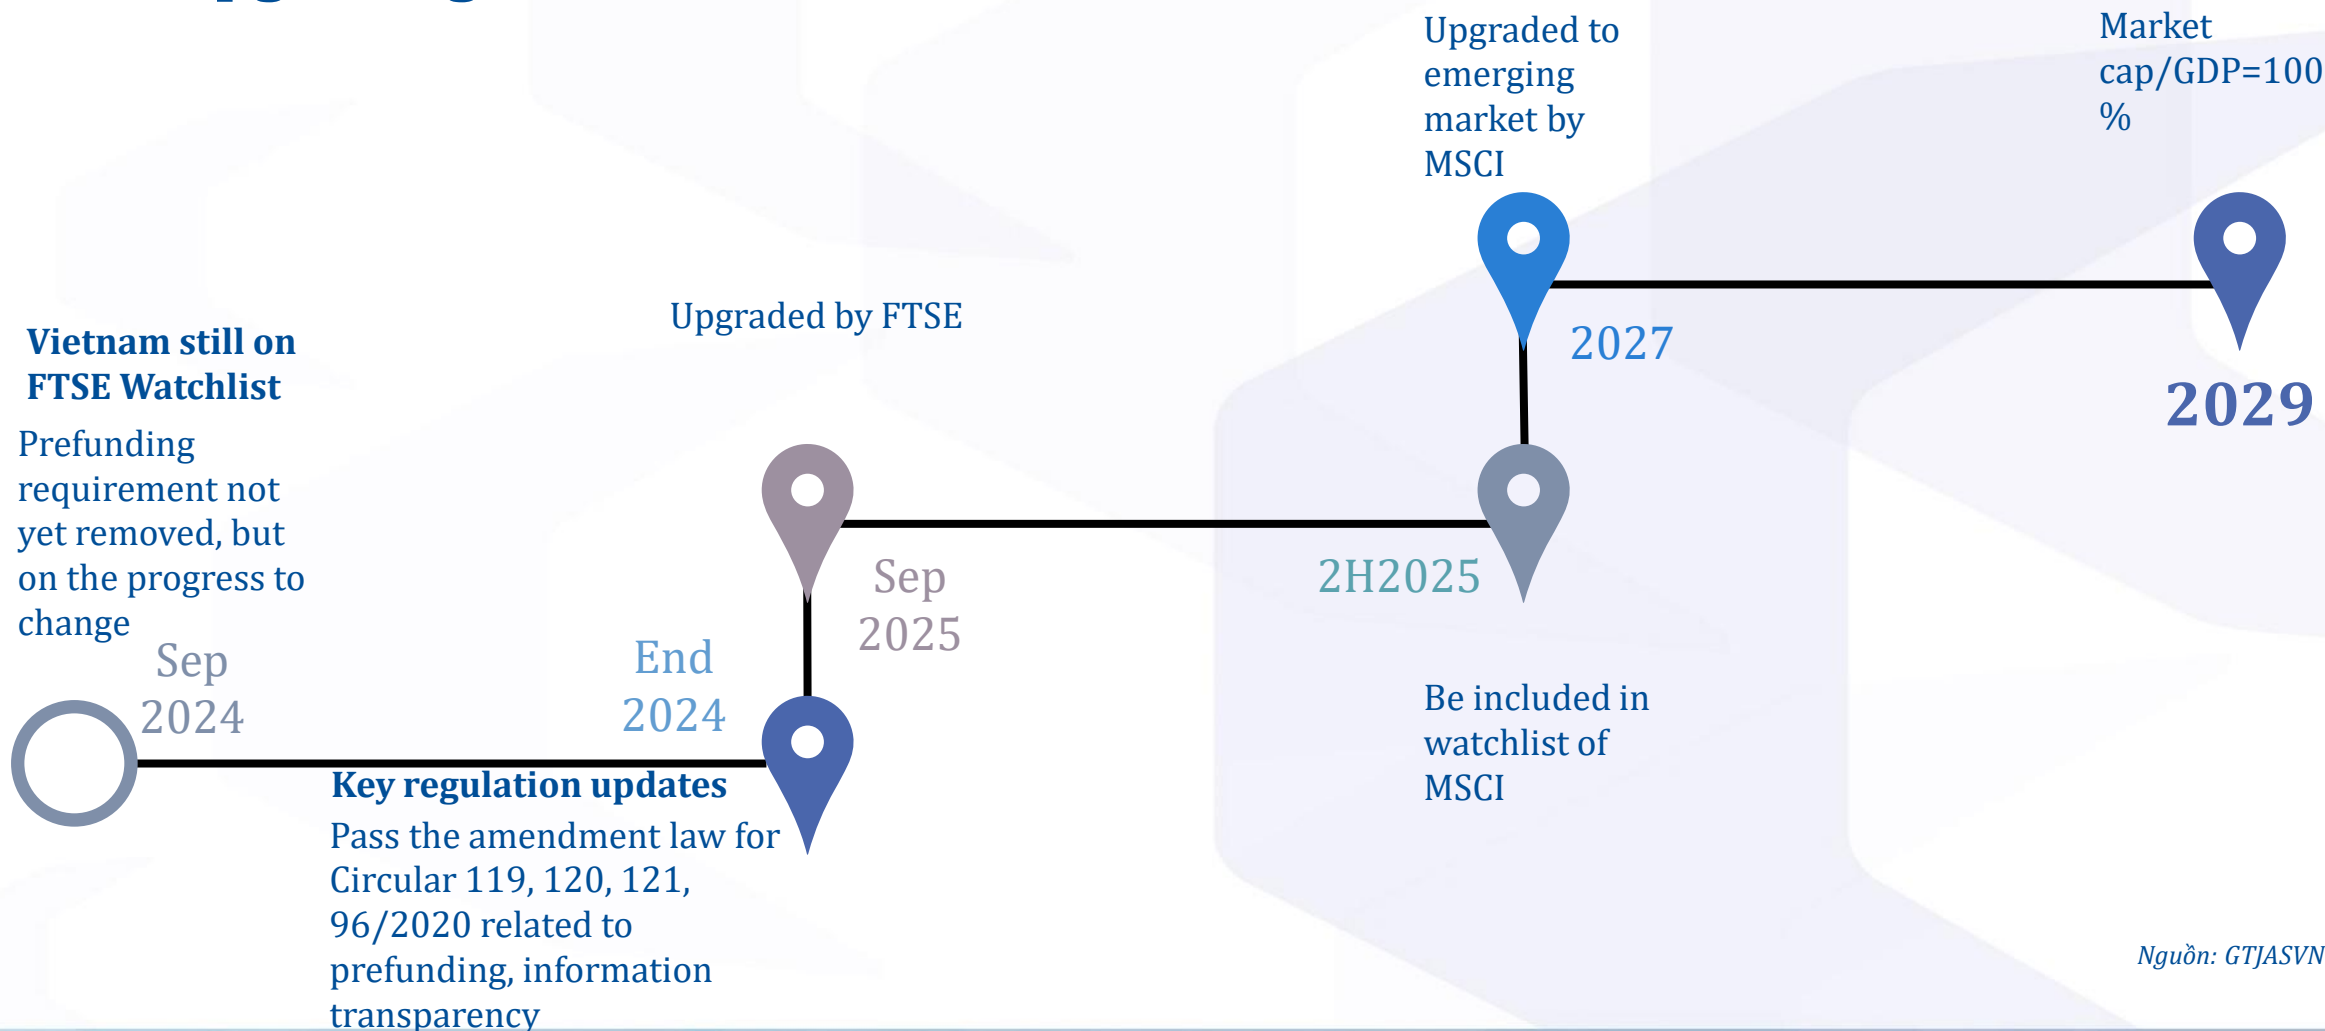 Vietnam still on
FTSE Watchlist
Prefunding
requirement not
yet removed, but
on the progress to
change
Sep
2024
End
2024
Key regulation updates
Pass the amendment law for
Circular 119, 120, 121,
96/2020 related to
prefunding, information
transparency
Upgraded by FTSE
Sep
2025
2H2025
Be included in
watchlist of
MSCI
Upgraded to
emerging
market by
MSCI
2027
Market
cap/GDP=100
%
2029
Nguồn: GTJASVN